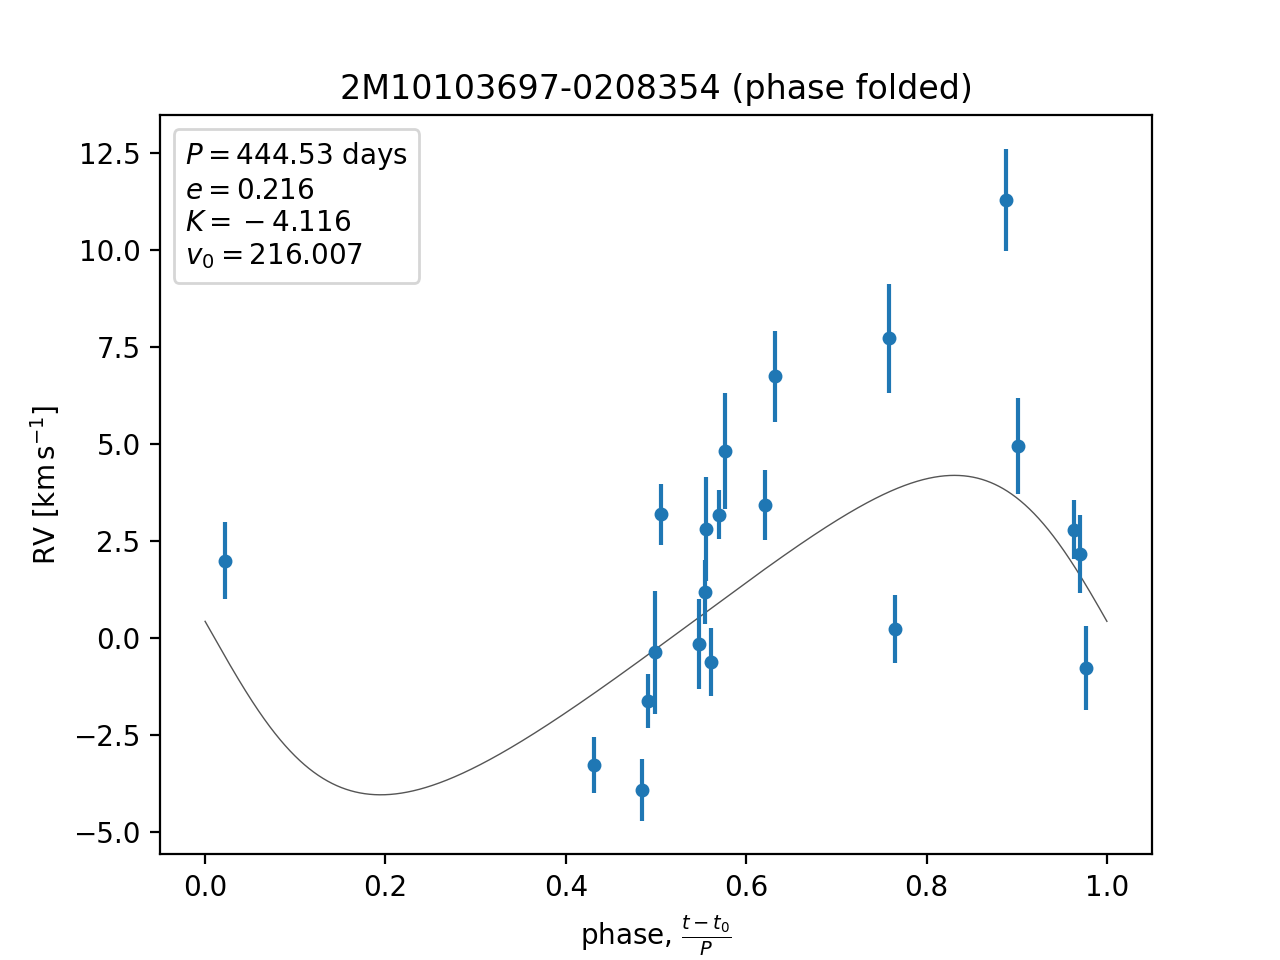 2M10103697-0208354 (phase folded)
P = 444.53 days
e = 0.216
K = −4.116
v₀ = 216.007
12.5
10.0
7.5
5.0
2.5
0.0
−2.5
−5.0
RV [km s⁻¹]
0.0 0.2 0.4 0.6 0.8 1.0
phase, (t − t₀)/P